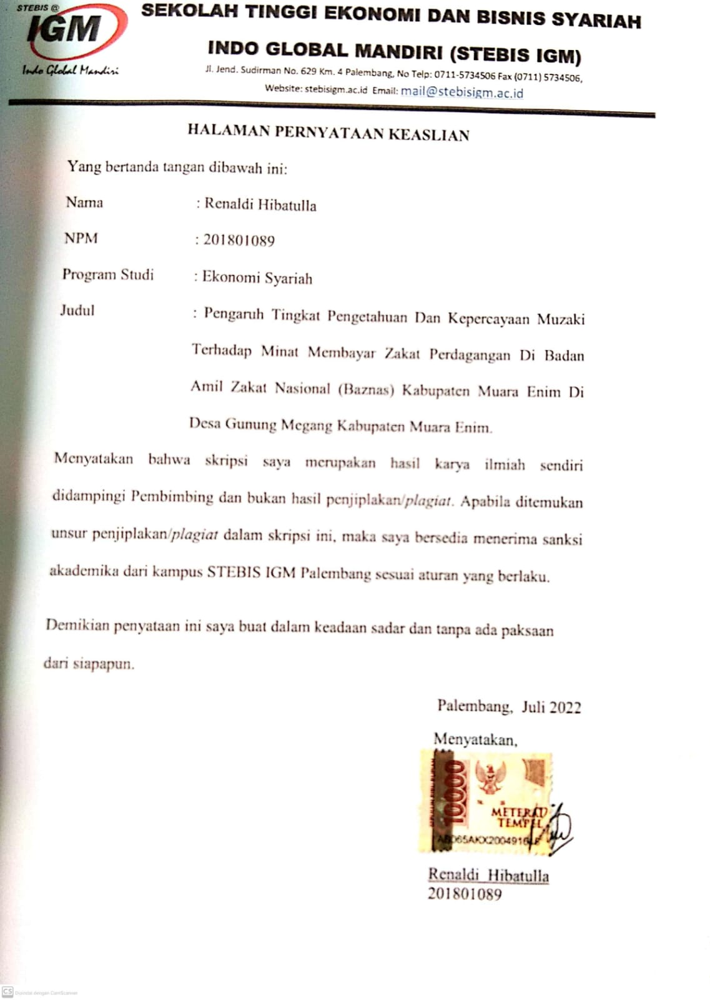 STEBIS @
IGM
Indo Global Mandiri
SEKOLAH TINGGI EKONOMI DAN BISNIS SYARIAH
INDO GLOBAL MANDIRI (STEBIS IGM)
Jl. Jend. Sudirman No. 629 Km. 4 Palembang, No Telp: 0711-5734506 Fax (0711) 5734506,
Website: stebisigm.ac.id Email: mail@stebisigm.ac.id
HALAMAN PERNYATAAN KEASLIAN
Yang bertanda tangan dibawah ini:
Nama : Renaldi Hibatulla
NPM : 201801089
Program Studi : Ekonomi Syariah
Judul : Pengaruh Tingkat Pengetahuan Dan Kepercayaan Muzaki
Terhadap Minat Membayar Zakat Perdagangan Di Badan
Amil Zakat Nasional (Baznas) Kabupaten Muara Enim Di
Desa Gunung Megang Kabupaten Muara Enim.
Menyatakan bahwa skripsi saya merupakan hasil karya ilmiah sendiri
didampingi Pembimbing dan bukan hasil penjiplakan/plagiat. Apabila ditemukan
unsur penjiplakan/plagiat dalam skripsi ini, maka saya bersedia menerima sanksi
akademika dari kampus STEBIS IGM Palembang sesuai aturan yang berlaku.
Demikian penyataan ini saya buat dalam keadaan sadar dan tanpa ada paksaan
dari siapapun.
Palembang, Juli 2022
Menyatakan,
10000
METERAI
TEMPEL
Renaldi Hibatulla
201801089
CS Dipindai dengan CamScanner